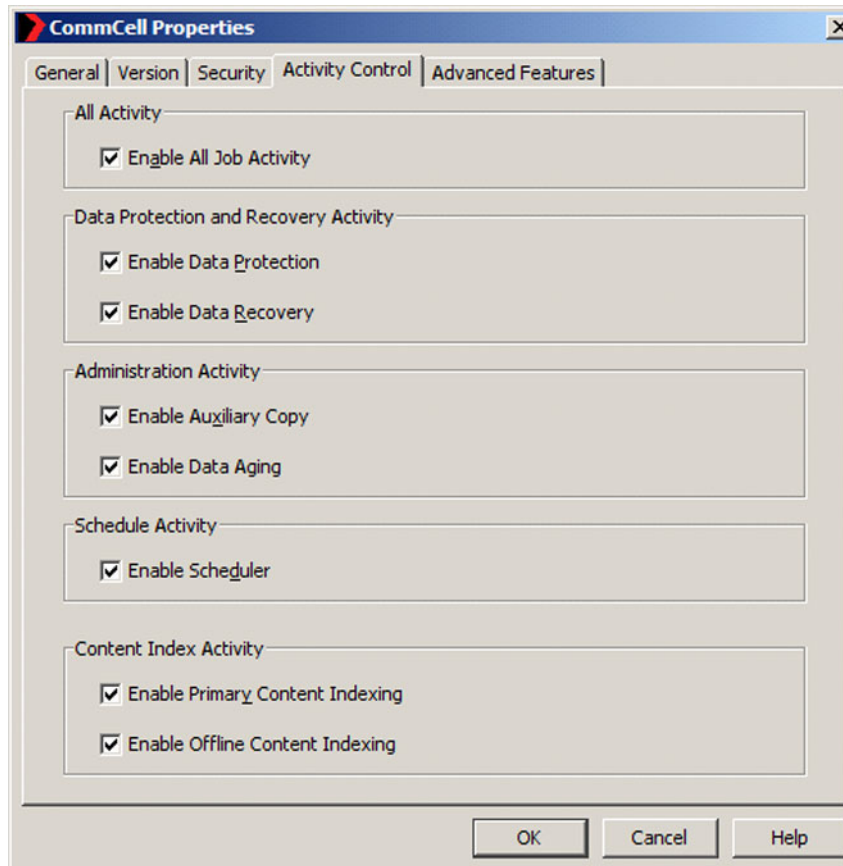 CommCell Properties
General Version Security Activity Control Advanced Features
All Activity
Enable All Job Activity
Data Protection and Recovery Activity
Enable Data Protection
Enable Data Recovery
Administration Activity
Enable Auxiliary Copy
Enable Data Aging
Schedule Activity
Enable Scheduler
Content Index Activity
Enable Primary Content Indexing
Enable Offline Content Indexing
OK Cancel Help